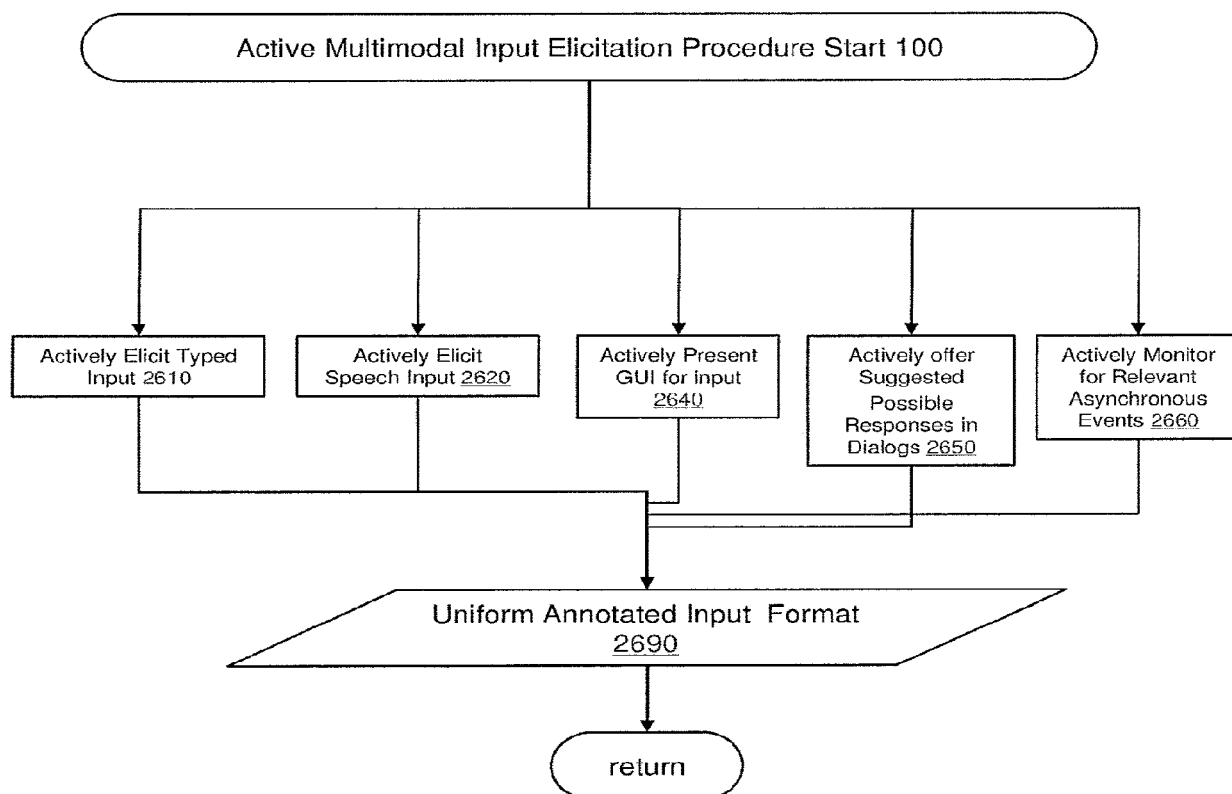 Active Multimodal Input Elicitation Procedure Start 100
Actively Elicit Typed
Input 2610
Actively Elicit
Speech Input 2620
Actively Present
GUI for input
2640
Actively offer
Suggested
Possible
Responses in
Dialogs 2650
Actively Monitor
for Relevant
Asynchronous
Events 2660
Uniform Annotated Input Format
2690
return